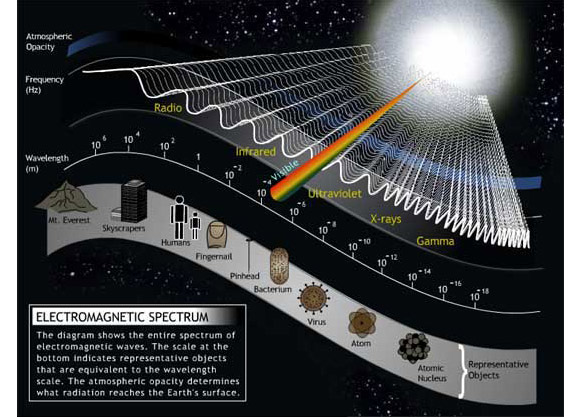 Atmospheric
Opacity
Frequency
(Hz)
Radio
Infrared
Visible
Ultraviolet
X-rays
Gamma
Wavelength
(m)
10^6
10^4
10^2
1
10^-2
10^-6
10^-8
10^-10
10^-12
10^-14
10^-16
10^-18
Mt. Everest
Skyscrapers
Humans
Fingernail
Pinhead
Bacterium
Virus
Atom
Atomic
Nucleus
Representative
Objects
ELECTROMAGNETIC SPECTRUM
The diagram shows the entire spectrum of
electromagnetic waves. The scale at the
bottom indicates representative objects
that are equivalent to the wavelength
scale. The atmospheric opacity determines
what radiation reaches the Earth's surface.